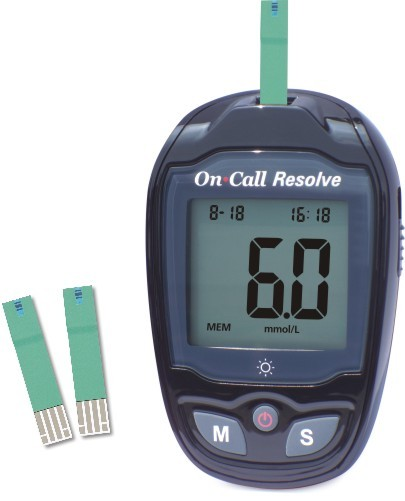 On•Call Resolve
8-18 16:18
6.0
MEM mmol/L
M S